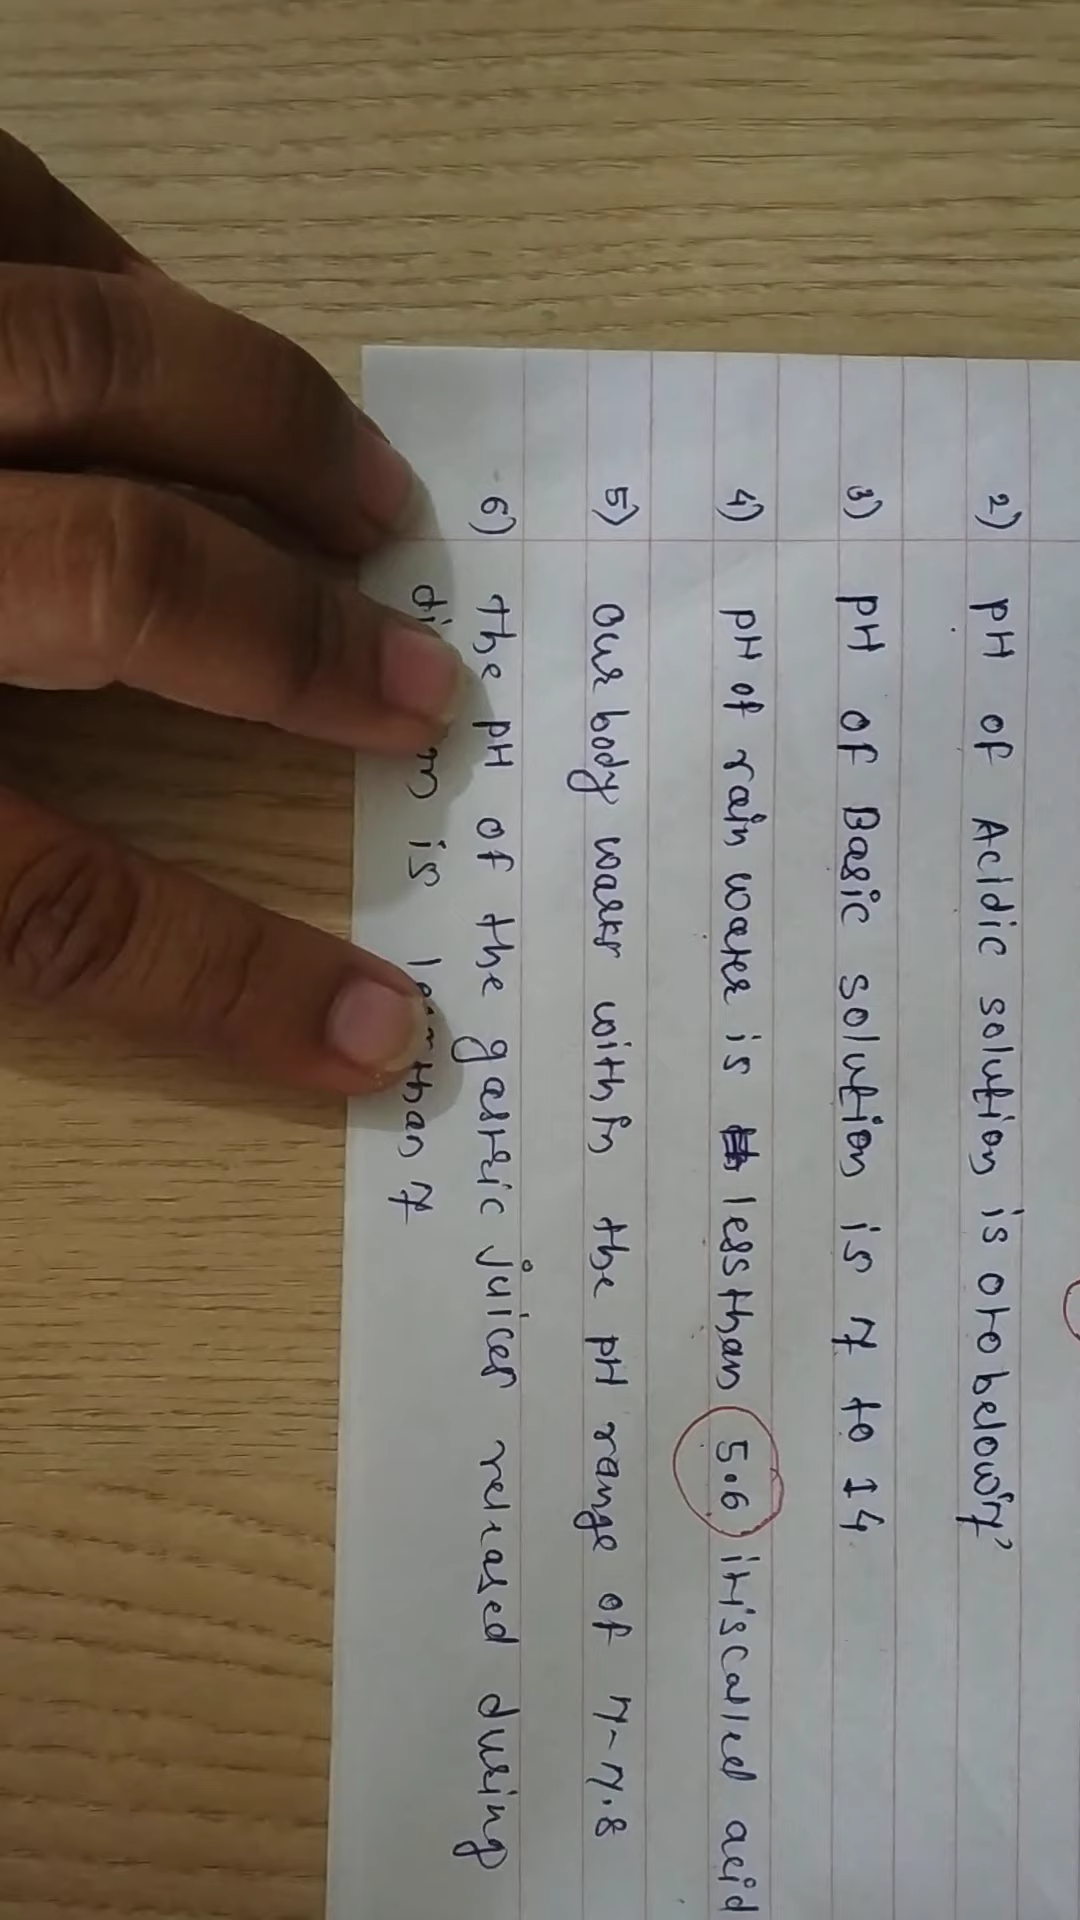 2) pH of Acidic solution is 0 to below '7'
3) pH of Basic solution is 7 to 14
4) pH of rain water is less than 5.6 it is called acid
5) our body works within the pH range of 7-7.8
6) the pH of the gastric juices released during
is than 7